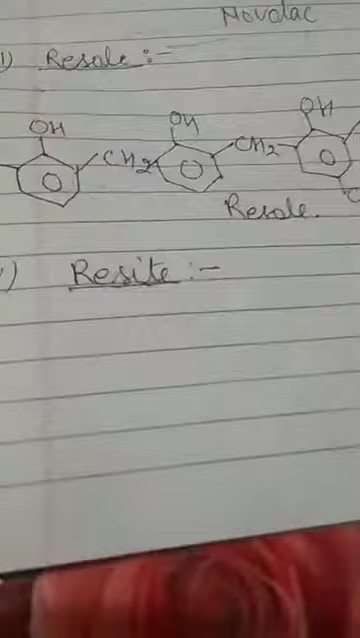 Novolac
1) Resole :-
OH OH OH
CH2 CH2
Resole.
) Resite :-